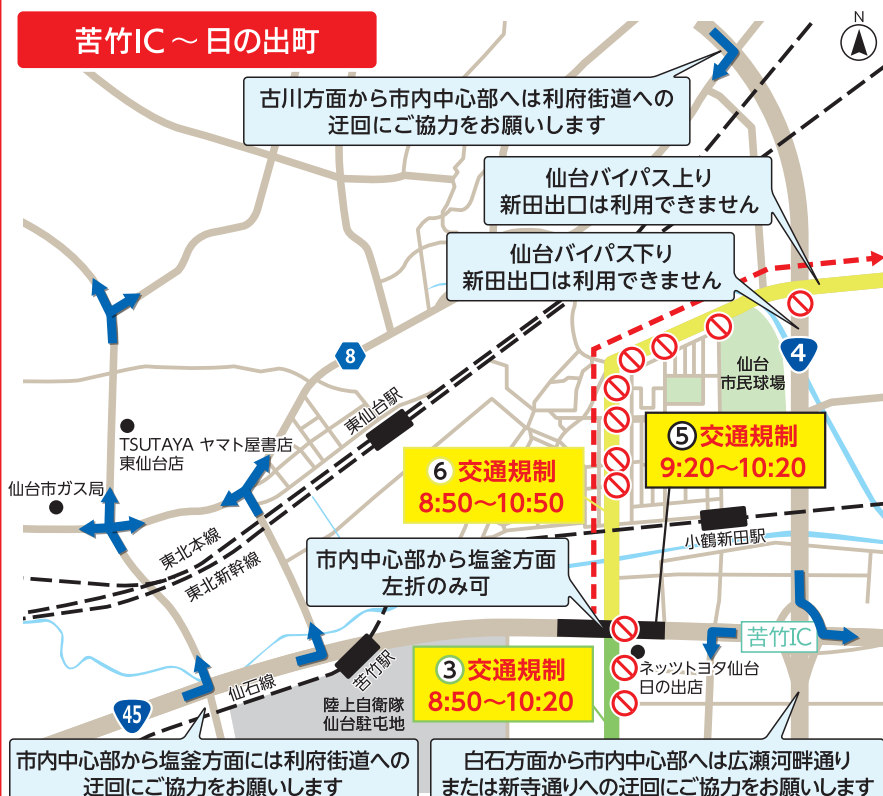 苦竹IC～日の出町
N
古川方面から市内中心部へは利府街道への
迂回にご協力をお願いします
仙台バイパス上り
新田出口は利用できません
仙台バイパス下り
新田出口は利用できません
4
8
仙台
市民球場
東仙台駅
TSUTAYA ヤマト屋書店
東仙台店
⑤交通規制
9:20～10:20
⑥交通規制
8:50～10:50
仙台市ガス局
小鶴新田駅
東北本線
東北新幹線
市内中心部から塩釜方面
左折のみ可
苦竹IC
苦竹駅
③交通規制
8:50～10:20
ネッツトヨタ仙台
日の出店
仙石線
陸上自衛隊
仙台駐屯地
45
市内中心部から塩釜方面には利府街道への
迂回にご協力をお願いします
白石方面から市内中心部へは広瀬河畔通り
または新寺通りへの迂回にご協力をお願いします